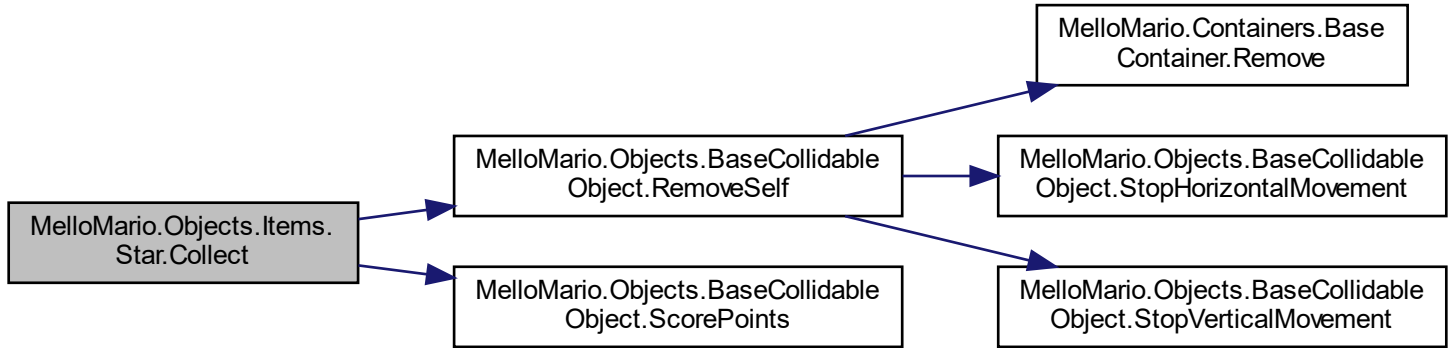 MelloMario.Objects.Items.
Star.Collect
MelloMario.Objects.BaseCollidable
Object.RemoveSelf
MelloMario.Objects.BaseCollidable
Object.ScorePoints
MelloMario.Containers.Base
Container.Remove
MelloMario.Objects.BaseCollidable
Object.StopHorizontalMovement
MelloMario.Objects.BaseCollidable
Object.StopVerticalMovement